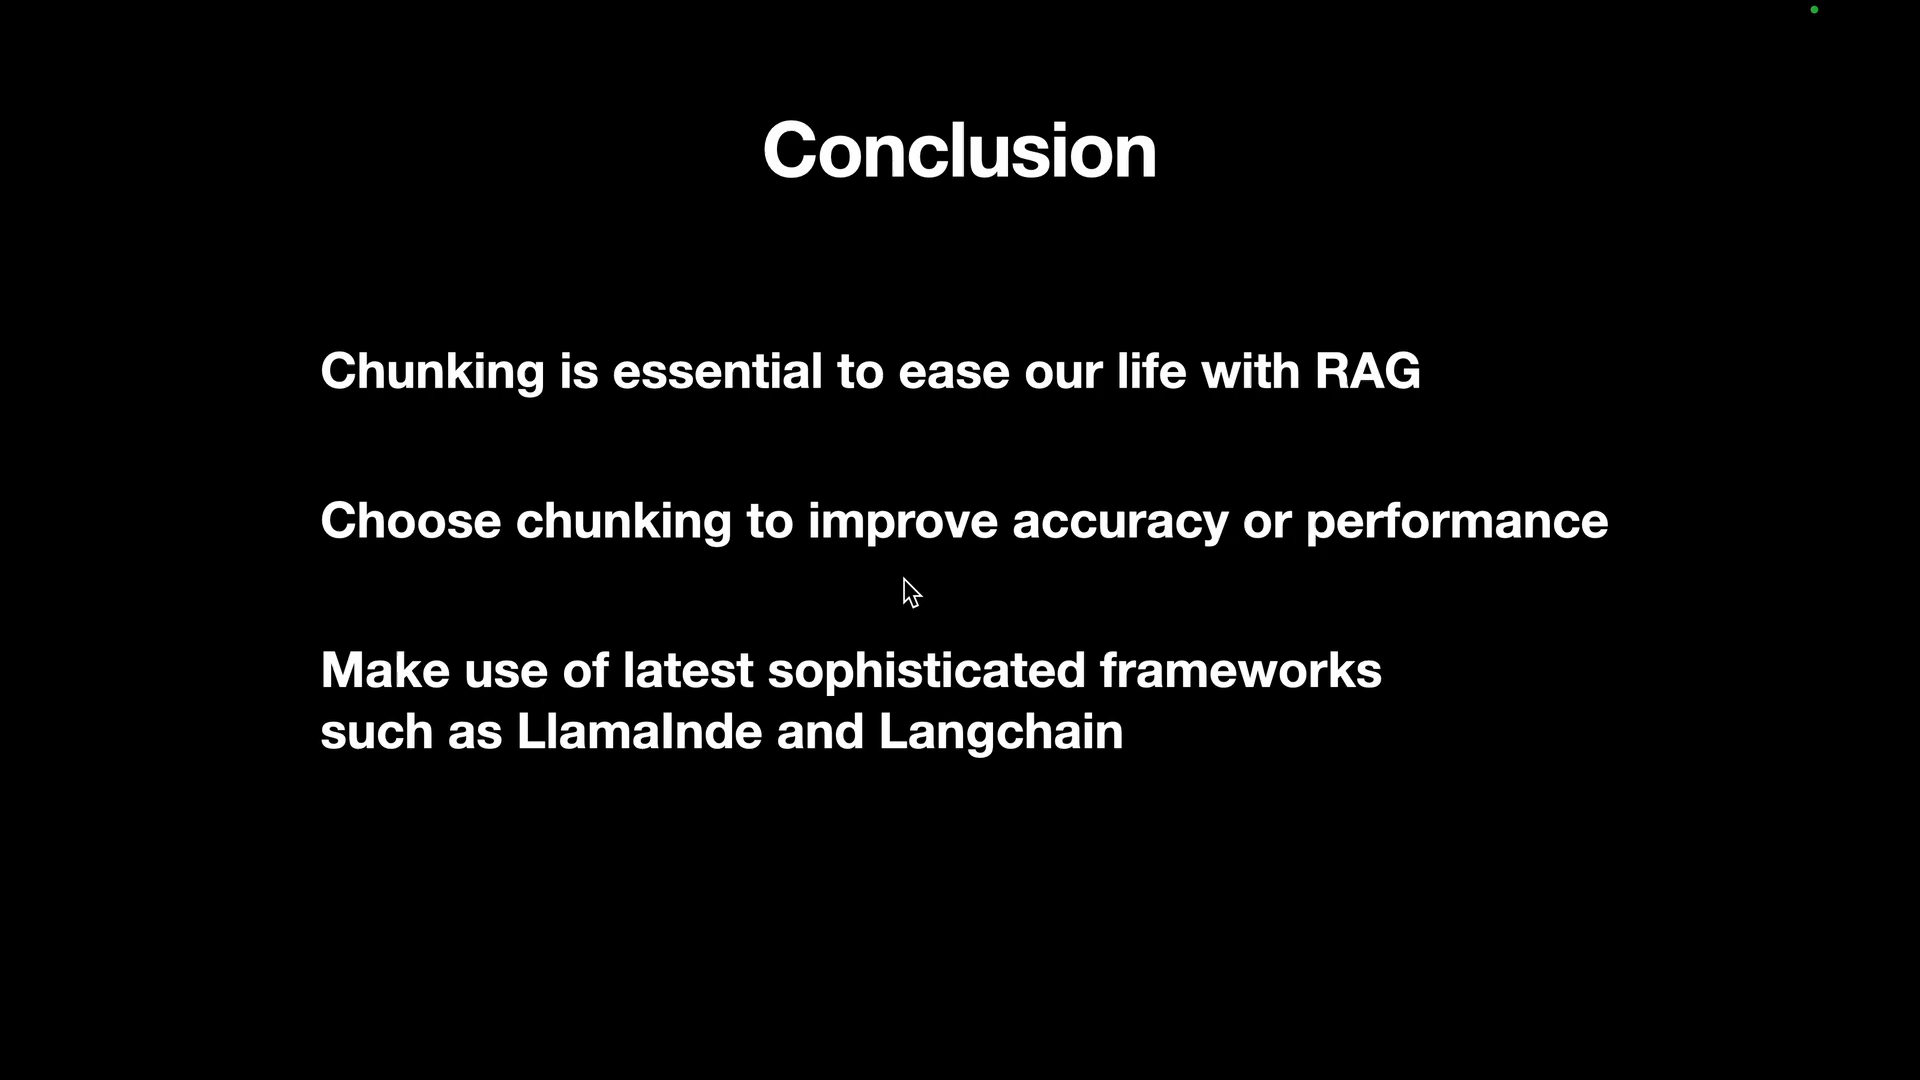 Conclusion
Chunking is essential to ease our life with RAG
Choose chunking to improve accuracy or performance
Make use of latest sophisticated frameworks
such as LlamaInde and Langchain